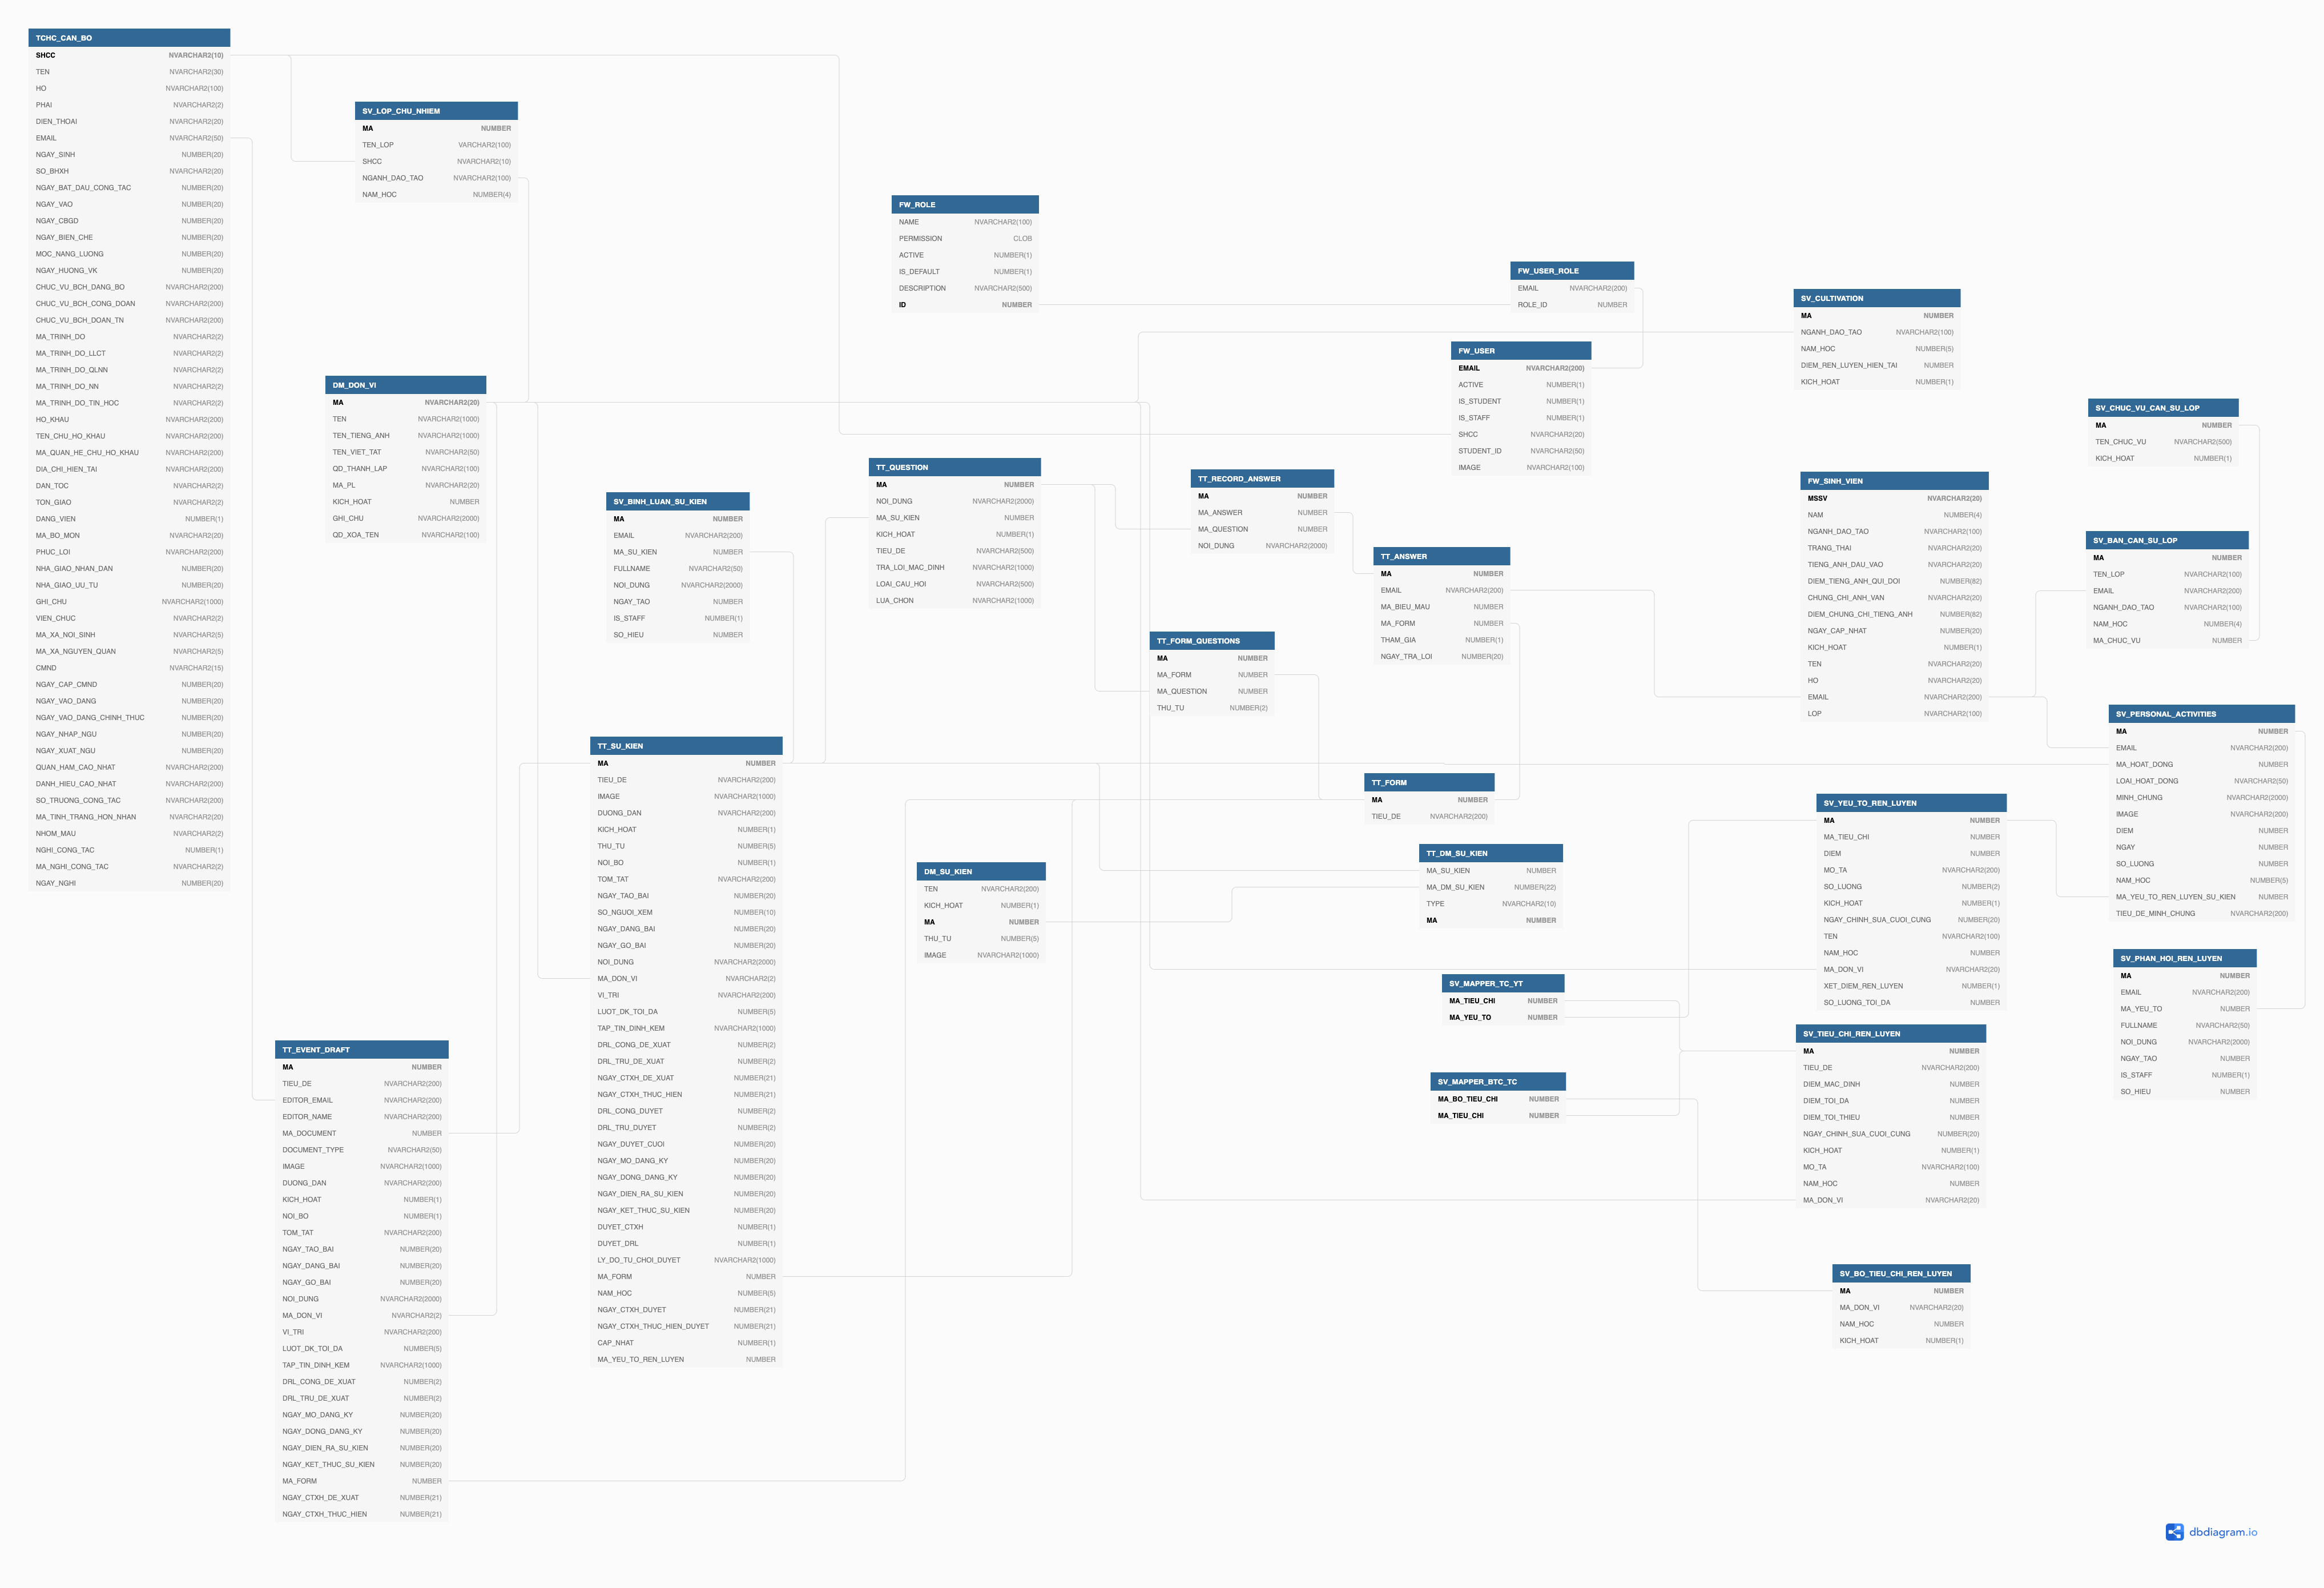 TCHC_CAN_BO
SHCC NVARCHAR2(10)
TEN NVARCHAR2(30)
HO NVARCHAR2(100)
PHAI NVARCHAR2(2)
DIEN_THOAI NVARCHAR2(20)
EMAIL NVARCHAR2(50)
NGAY_SINH NUMBER(20)
SO_BHXH NVARCHAR2(20)
NGAY_BAT_DAU_CONG_TAC NUMBER(20)
NGAY_VAO NUMBER(20)
NGAY_CBGD NUMBER(20)
NGAY_BIEN_CHE NUMBER(20)
MOC_NANG_LUONG NUMBER(20)
NGAY_HUONG_VK NUMBER(20)
CHUC_VU_BCH_DANG_BO NVARCHAR2(200)
CHUC_VU_BCH_CONG_DOAN NVARCHAR2(200)
CHUC_VU_BCH_DOAN_TN NVARCHAR2(200)
MA_TRINH_DO NVARCHAR2(2)
MA_TRINH_DO_LLCT NVARCHAR2(2)
MA_TRINH_DO_QLNN NVARCHAR2(2)
MA_TRINH_DO_NN NVARCHAR2(2)
MA_TRINH_DO_TIN_HOC NVARCHAR2(2)
HO_KHAU NVARCHAR2(200)
TEN_CHU_HO_KHAU NVARCHAR2(200)
MA_QUAN_HE_CHU_HO_KHAU NVARCHAR2(200)
DIA_CHI_HIEN_TAI NVARCHAR2(200)
DAN_TOC NVARCHAR2(2)
TON_GIAO NVARCHAR2(2)
DANG_VIEN NUMBER(1)
MA_BO_MON NVARCHAR2(20)
PHUC_LOI NVARCHAR2(200)
NHA_GIAO_NHAN_DAN NUMBER(20)
NHA_GIAO_UU_TU NUMBER(20)
GHI_CHU NVARCHAR2(1000)
VIEN_CHUC NVARCHAR2(2)
MA_XA_NOI_SINH NVARCHAR2(5)
MA_XA_NGUYEN_QUAN NVARCHAR2(5)
CMND NVARCHAR2(15)
NGAY_CAP_CMND NUMBER(20)
NGAY_VAO_DANG NUMBER(20)
NGAY_VAO_DANG_CHINH_THUC NUMBER(20)
NGAY_NHAP_NGU NUMBER(20)
NGAY_XUAT_NGU NUMBER(20)
QUAN_HAM_CAO_NHAT NVARCHAR2(200)
DANH_HIEU_CAO_NHAT NVARCHAR2(200)
SO_TRUONG_CONG_TAC NVARCHAR2(200)
MA_TINH_TRANG_HON_NHAN NVARCHAR2(20)
NHOM_MAU NVARCHAR2(2)
NGHI_CONG_TAC NUMBER(1)
MA_NGHI_CONG_TAC NVARCHAR2(2)
NGAY_NGHI NUMBER(20)
SV_LOP_CHU_NHIEM
MA NUMBER
TEN_LOP VARCHAR2(100)
SHCC NVARCHAR2(10)
NGANH_DAO_TAO NVARCHAR2(100)
NAM_HOC NUMBER(4)
DM_DON_VI
MA NVARCHAR2(20)
TEN NVARCHAR2(1000)
TEN_TIENG_ANH NVARCHAR2(1000)
TEN_VIET_TAT NVARCHAR2(50)
QD_THANH_LAP NVARCHAR2(100)
MA_PL NVARCHAR2(20)
KICH_HOAT NUMBER
GHI_CHU NVARCHAR2(2000)
QD_XOA_TEN NVARCHAR2(100)
TT_EVENT_DRAFT
MA NUMBER
TIEU_DE NVARCHAR2(200)
EDITOR_EMAIL NVARCHAR2(200)
EDITOR_NAME NVARCHAR2(200)
MA_DOCUMENT NUMBER
DOCUMENT_TYPE NVARCHAR2(50)
IMAGE NVARCHAR2(1000)
DUONG_DAN NVARCHAR2(200)
KICH_HOAT NUMBER(1)
NOI_BO NUMBER(1)
TOM_TAT NVARCHAR2(200)
NGAY_TAO_BAI NUMBER(20)
NGAY_DANG_BAI NUMBER(20)
NGAY_GO_BAI NUMBER(20)
NOI_DUNG NVARCHAR2(2000)
MA_DON_VI NVARCHAR2(2)
VI_TRI NVARCHAR2(200)
LUOT_DK_TOI_DA NUMBER(5)
TAP_TIN_DINH_KEM NVARCHAR2(1000)
DRL_CONG_DE_XUAT NUMBER(2)
DRL_TRU_DE_XUAT NUMBER(2)
NGAY_MO_DANG_KY NUMBER(20)
NGAY_DONG_DANG_KY NUMBER(20)
NGAY_DIEN_RA_SU_KIEN NUMBER(20)
NGAY_KET_THUC_SU_KIEN NUMBER(20)
MA_FORM NUMBER
NGAY_CTXH_DE_XUAT NUMBER(21)
NGAY_CTXH_THUC_HIEN NUMBER(21)
SV_BINH_LUAN_SU_KIEN
MA NUMBER
EMAIL NVARCHAR2(200)
MA_SU_KIEN NUMBER
FULLNAME NVARCHAR2(50)
NOI_DUNG NVARCHAR2(2000)
NGAY_TAO NUMBER
IS_STAFF NUMBER(1)
SO_HIEU NUMBER
TT_SU_KIEN
MA NUMBER
TIEU_DE NVARCHAR2(200)
IMAGE NVARCHAR2(1000)
DUONG_DAN NVARCHAR2(200)
KICH_HOAT NUMBER(1)
THU_TU NUMBER(5)
NOI_BO NUMBER(1)
TOM_TAT NVARCHAR2(200)
NGAY_TAO_BAI NUMBER(20)
SO_NGUOI_XEM NUMBER(10)
NGAY_DANG_BAI NUMBER(20)
NGAY_GO_BAI NUMBER(20)
NOI_DUNG NVARCHAR2(2000)
MA_DON_VI NVARCHAR2(2)
VI_TRI NVARCHAR2(200)
LUOT_DK_TOI_DA NUMBER(5)
TAP_TIN_DINH_KEM NVARCHAR2(1000)
DRL_CONG_DE_XUAT NUMBER(2)
DRL_TRU_DE_XUAT NUMBER(2)
NGAY_CTXH_DE_XUAT NUMBER(21)
NGAY_CTXH_THUC_HIEN NUMBER(21)
DRL_CONG_DUYET NUMBER(2)
DRL_TRU_DUYET NUMBER(2)
NGAY_DUYET_CUOI NUMBER(20)
NGAY_MO_DANG_KY NUMBER(20)
NGAY_DONG_DANG_KY NUMBER(20)
NGAY_DIEN_RA_SU_KIEN NUMBER(20)
NGAY_KET_THUC_SU_KIEN NUMBER(20)
DUYET_CTXH NUMBER(1)
DUYET_DRL NUMBER(1)
LY_DO_TU_CHOI_DUYET NVARCHAR2(1000)
MA_FORM NUMBER
NAM_HOC NUMBER(5)
NGAY_CTXH_DUYET NUMBER(21)
NGAY_CTXH_THUC_HIEN_DUYET NUMBER(21)
CAP_NHAT NUMBER(1)
MA_YEU_TO_REN_LUYEN NUMBER
FW_ROLE
NAME NVARCHAR2(100)
PERMISSION CLOB
ACTIVE NUMBER(1)
IS_DEFAULT NUMBER(1)
DESCRIPTION NVARCHAR2(500)
ID NUMBER
TT_QUESTION
MA NUMBER
NOI_DUNG NVARCHAR2(2000)
MA_SU_KIEN NUMBER
KICH_HOAT NUMBER(1)
TIEU_DE NVARCHAR2(500)
TRA_LOI_MAC_DINH NVARCHAR2(1000)
LOAI_CAU_HOI NVARCHAR2(500)
LUA_CHON NVARCHAR2(1000)
DM_SU_KIEN
TEN NVARCHAR2(200)
KICH_HOAT NUMBER(1)
MA NUMBER
THU_TU NUMBER(5)
IMAGE NVARCHAR2(1000)
TT_RECORD_ANSWER
MA NUMBER
MA_ANSWER NUMBER
MA_QUESTION NUMBER
NOI_DUNG NVARCHAR2(2000)
TT_FORM_QUESTIONS
MA NUMBER
MA_FORM NUMBER
MA_QUESTION NUMBER
THU_TU NUMBER(2)
FW_USER_ROLE
EMAIL NVARCHAR2(200)
ROLE_ID NUMBER
FW_USER
EMAIL NVARCHAR2(200)
ACTIVE NUMBER(1)
IS_STUDENT NUMBER(1)
IS_STAFF NUMBER(1)
SHCC NVARCHAR2(20)
STUDENT_ID NVARCHAR2(50)
IMAGE NVARCHAR2(100)
TT_ANSWER
MA NUMBER
EMAIL NVARCHAR2(200)
MA_BIEU_MAU NUMBER
MA_FORM NUMBER
THAM_GIA NUMBER(1)
NGAY_TRA_LOI NUMBER(20)
TT_FORM
MA NUMBER
TIEU_DE NVARCHAR2(200)
TT_DM_SU_KIEN
MA_SU_KIEN NUMBER
MA_DM_SU_KIEN NUMBER(22)
TYPE NVARCHAR2(10)
MA NUMBER
SV_MAPPER_TC_YT
MA_TIEU_CHI NUMBER
MA_YEU_TO NUMBER
SV_MAPPER_BTC_TC
MA_BO_TIEU_CHI NUMBER
MA_TIEU_CHI NUMBER
SV_CULTIVATION
MA NUMBER
NGANH_DAO_TAO NVARCHAR2(100)
NAM_HOC NUMBER(5)
DIEM_REN_LUYEN_HIEN_TAI NUMBER
KICH_HOAT NUMBER(1)
FW_SINH_VIEN
MSSV NVARCHAR2(20)
NAM NUMBER(4)
NGANH_DAO_TAO NVARCHAR2(100)
TRANG_THAI NVARCHAR2(20)
TIENG_ANH_DAU_VAO NVARCHAR2(20)
DIEM_TIENG_ANH_QUI_DOI NUMBER(82)
CHUNG_CHI_ANH_VAN NVARCHAR2(20)
DIEM_CHUNG_CHI_TIENG_ANH NUMBER(82)
NGAY_CAP_NHAT NUMBER(20)
KICH_HOAT NUMBER(1)
TEN NVARCHAR2(20)
HO NVARCHAR2(20)
EMAIL NVARCHAR2(200)
LOP NVARCHAR2(100)
SV_YEU_TO_REN_LUYEN
MA NUMBER
MA_TIEU_CHI NUMBER
DIEM NUMBER
MO_TA NVARCHAR2(200)
SO_LUONG NUMBER(2)
KICH_HOAT NUMBER(1)
NGAY_CHINH_SUA_CUOI_CUNG NUMBER(20)
TEN NVARCHAR2(100)
NAM_HOC NUMBER
MA_DON_VI NVARCHAR2(20)
XET_DIEM_REN_LUYEN NUMBER(1)
SO_LUONG_TOI_DA NUMBER
SV_TIEU_CHI_REN_LUYEN
MA NUMBER
TIEU_DE NVARCHAR2(200)
DIEM_MAC_DINH NUMBER
DIEM_TOI_DA NUMBER
DIEM_TOI_THIEU NUMBER
NGAY_CHINH_SUA_CUOI_CUNG NUMBER(20)
KICH_HOAT NUMBER(1)
MO_TA NVARCHAR2(100)
NAM_HOC NUMBER
MA_DON_VI NVARCHAR2(20)
SV_BO_TIEU_CHI_REN_LUYEN
MA NUMBER
MA_DON_VI NVARCHAR2(20)
NAM_HOC NUMBER
KICH_HOAT NUMBER(1)
SV_CHUC_VU_CAN_SU_LOP
MA NUMBER
TEN_CHUC_VU NVARCHAR2(500)
KICH_HOAT NUMBER(1)
SV_BAN_CAN_SU_LOP
MA NUMBER
TEN_LOP NVARCHAR2(100)
EMAIL NVARCHAR2(200)
NGANH_DAO_TAO NVARCHAR2(100)
NAM_HOC NUMBER(4)
MA_CHUC_VU NUMBER
SV_PERSONAL_ACTIVITIES
MA NUMBER
EMAIL NVARCHAR2(200)
MA_HOAT_DONG NUMBER
LOAI_HOAT_DONG NVARCHAR2(50)
MINH_CHUNG NVARCHAR2(2000)
IMAGE NVARCHAR2(200)
DIEM NUMBER
NGAY NUMBER
SO_LUONG NUMBER
NAM_HOC NUMBER(5)
MA_YEU_TO_REN_LUYEN_SU_KIEN NUMBER
TIEU_DE_MINH_CHUNG NVARCHAR2(200)
SV_PHAN_HOI_REN_LUYEN
MA NUMBER
EMAIL NVARCHAR2(200)
MA_YEU_TO NUMBER
FULLNAME NVARCHAR2(50)
NOI_DUNG NVARCHAR2(2000)
NGAY_TAO NUMBER
IS_STAFF NUMBER(1)
SO_HIEU NUMBER
dbdiagram.io